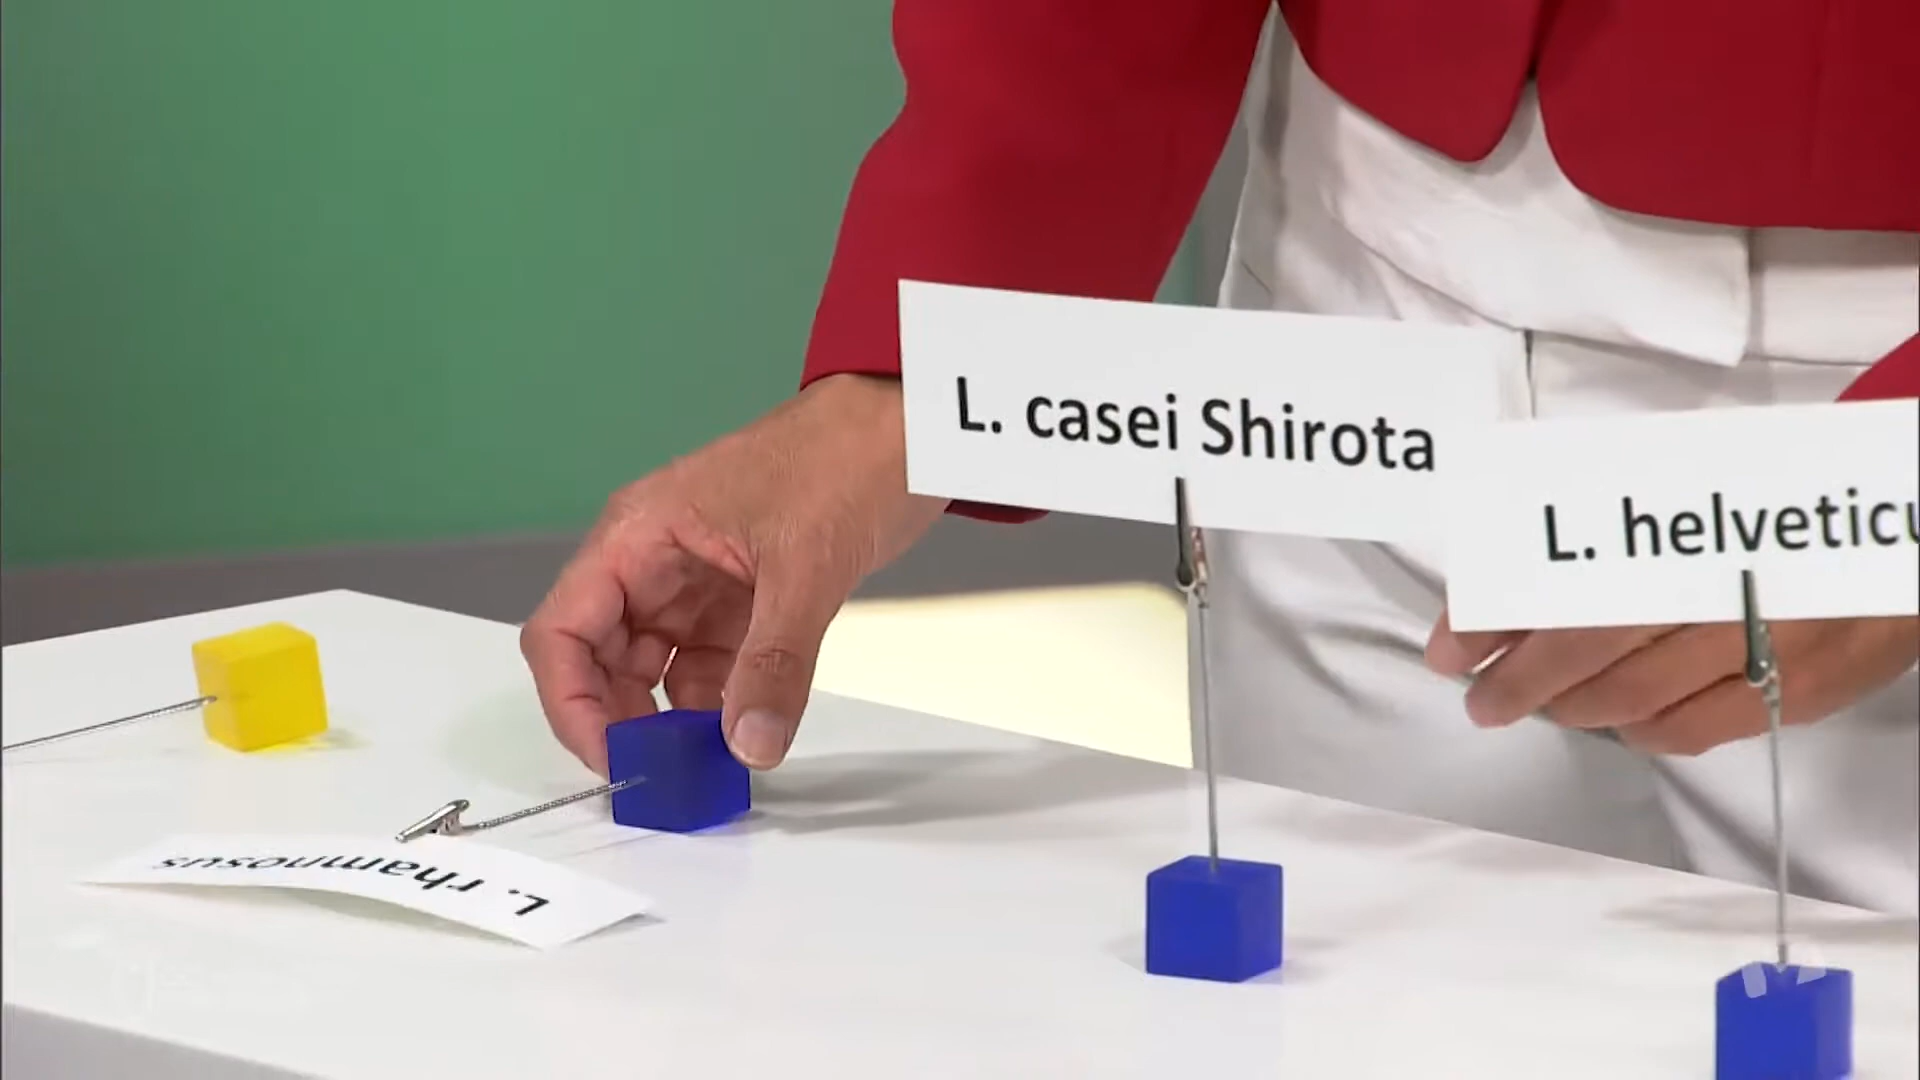 L. casei Shirota
L. helveticu
L. rhamnosus